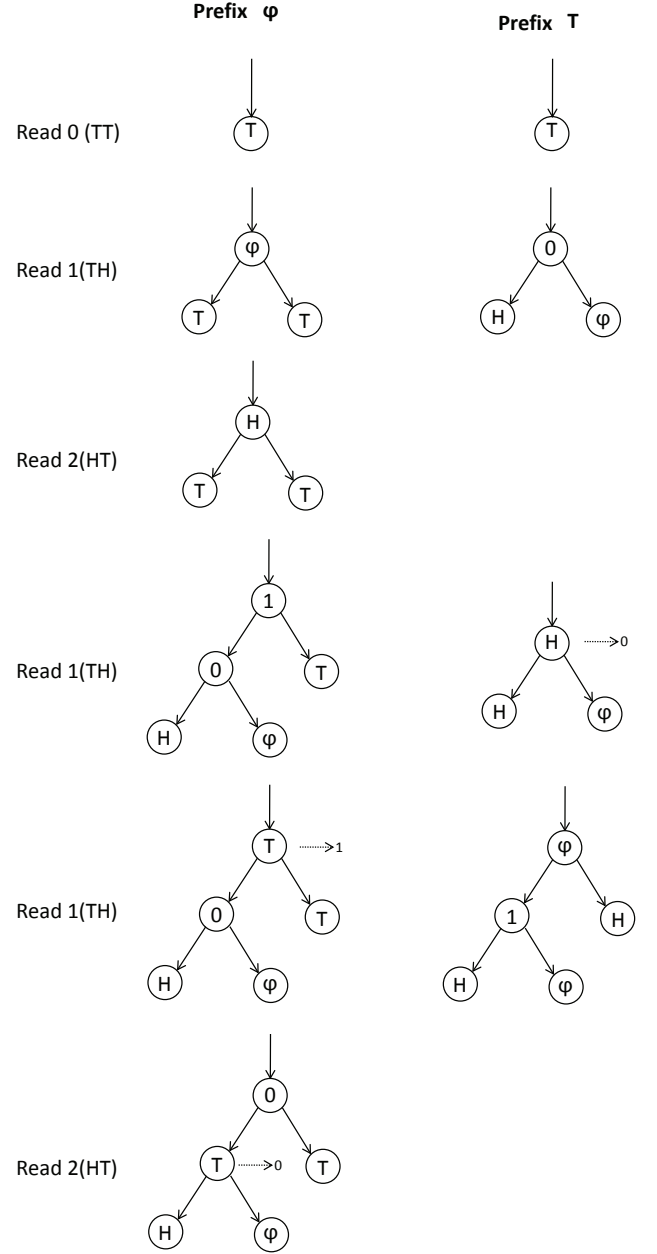 Prefix φ
Prefix T
Read 0 (TT)
T
T
Read 1(TH)
φ
0
T
T
H
φ
Read 2(HT)
H
T
T
Read 1(TH)
1
0
T
H
φ
H
0
H
φ
Read 1(TH)
T
1
0
T
H
φ
φ
1
H
H
φ
Read 2(HT)
0
T
0
T
H
φ